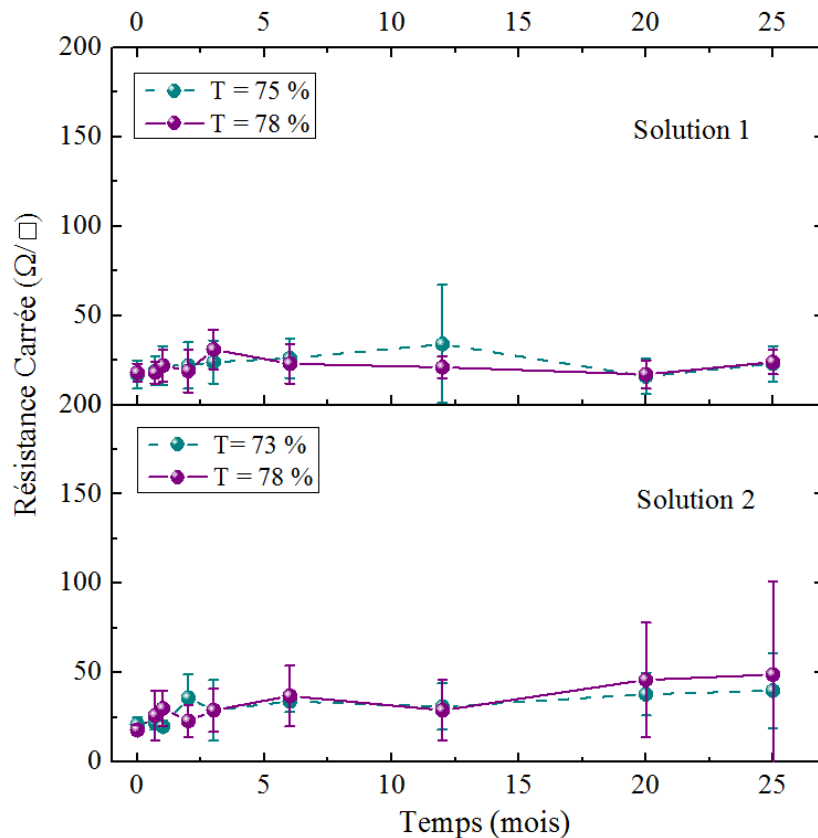 0 5 10 15 20 25
200
150
100
50
200
150
100
50
0
T = 75 %
T = 78 %
Solution 1
T= 73 %
T = 78 %
Solution 2
Résistance Carrée (Ω/□)
0 5 10 15 20 25
Temps (mois)